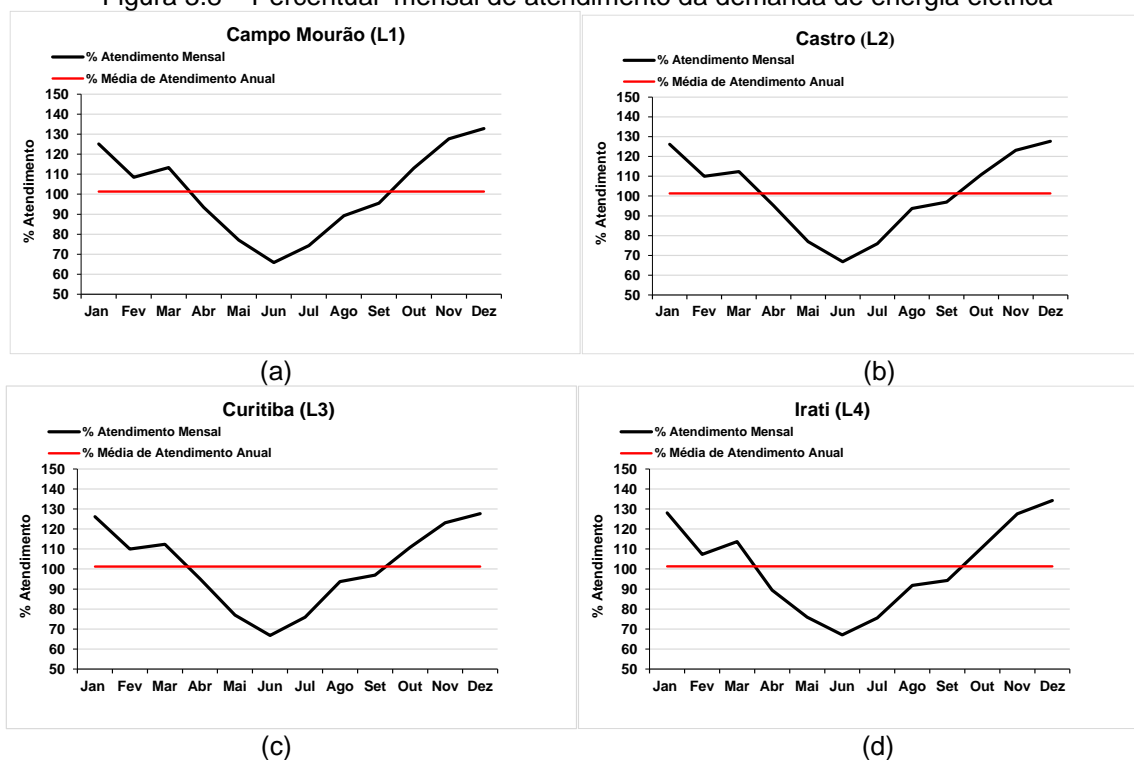 Figura 5.8 – Percentual mensal de atendimento da demanda de energia elétrica
Campo Mourão (L1)
% Atendimento Mensal
% Média de Atendimento Anual
% Atendimento
150
140
130
120
110
100
90
80
70
60
50
Jan Fev Mar Abr Mai Jun Jul Ago Set Out Nov Dez
(a)
Castro (L2)
% Atendimento Mensal
% Média de Atendimento Anual
% Atendimento
150
140
130
120
110
100
90
80
70
60
50
Jan Fev Mar Abr Mai Jun Jul Ago Set Out Nov Dez
(b)
Curitiba (L3)
% Atendimento Mensal
% Média de Atendimento Anual
% Atendimento
150
140
130
120
110
100
90
80
70
60
50
Jan Fev Mar Abr Mai Jun Jul Ago Set Out Nov Dez
(c)
Irati (L4)
% Atendimento Mensal
% Média de Atendimento Anual
% Atendimento
150
140
130
120
110
100
90
80
70
60
50
Jan Fev Mar Abr Mai Jun Jul Ago Set Out Nov Dez
(d)